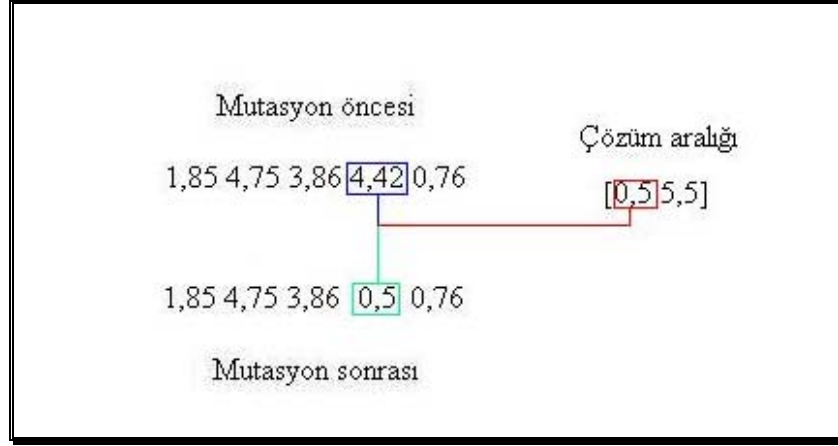 Mutasyon öncesi
Çözüm aralığı
1,85 4,75 3,86 4,42 0,76
[0,5 5,5]
1,85 4,75 3,86 0,5 0,76
Mutasyon sonrası